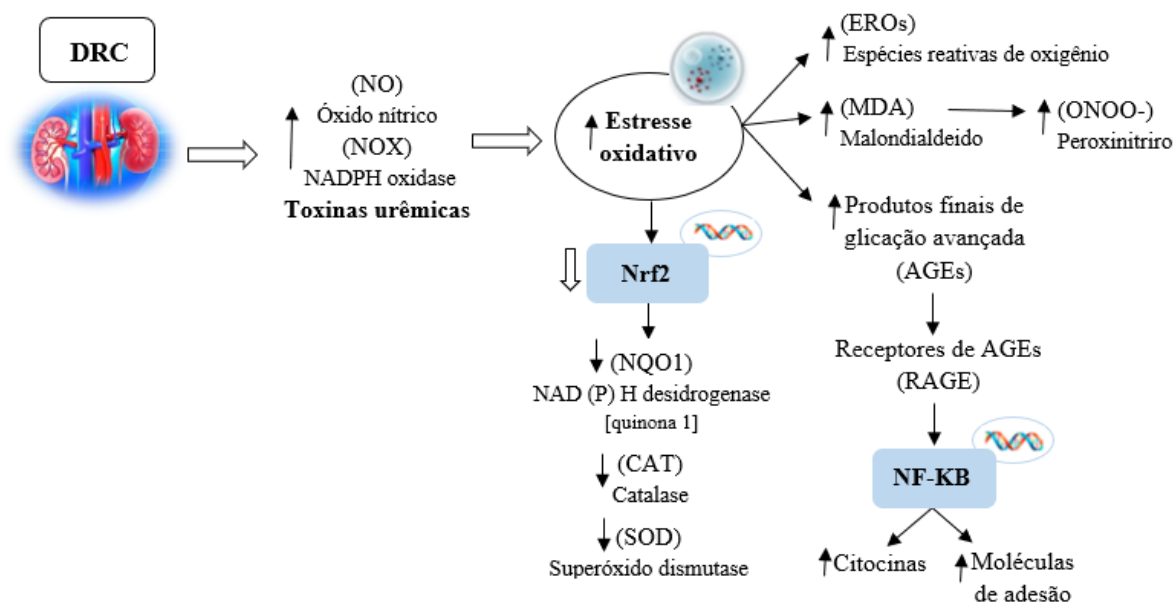 DRC
(NO)
Óxido nítrico
(NOX)
NADPH oxidase
Toxinas urêmicas
Estresse
oxidativo
(EROs)
Espécies reativas de oxigênio
(MDA)
Malondialdeido
(ONOO-)
Peroxinitriro
Produtos finais de
glicação avançada
(AGEs)
Receptores de AGEs
(RAGE)
NF-KB
Citocinas
Moléculas
de adesão
Nrf2
(NQO1)
NAD (P) H desidrogenase
[quinona 1]
(CAT)
Catalase
(SOD)
Superóxido dismutase